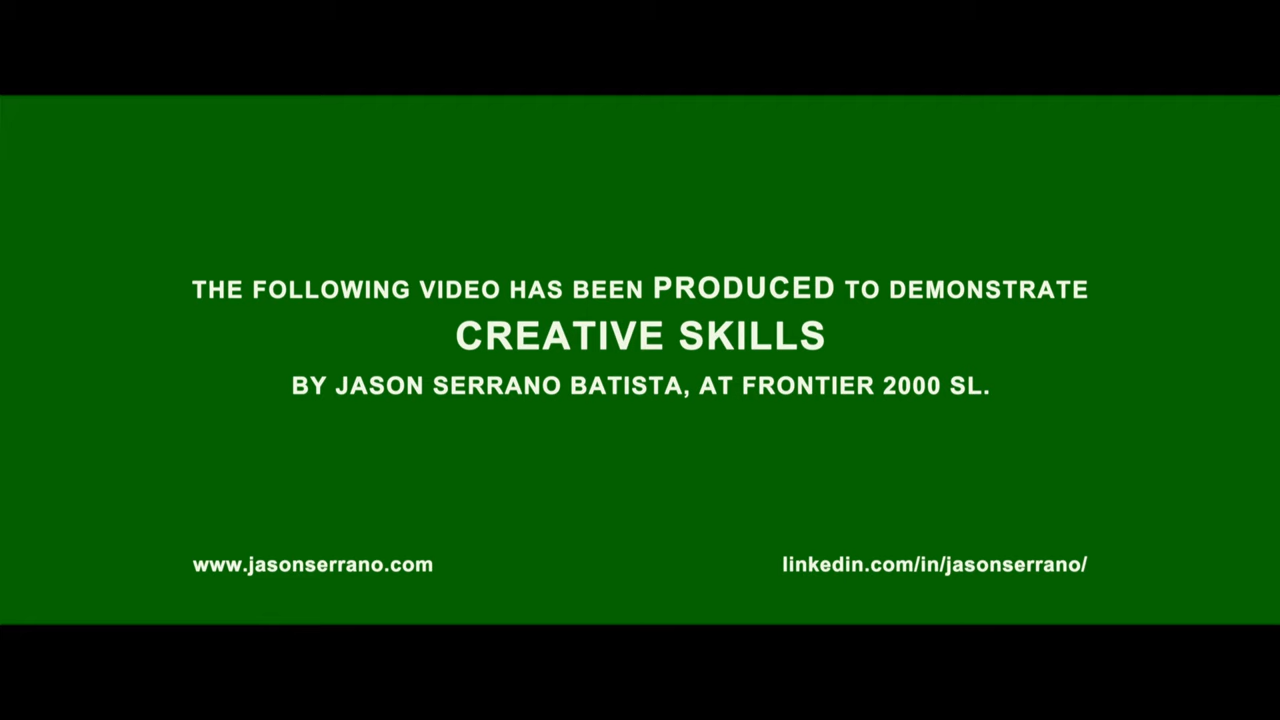 THE FOLLOWING VIDEO HAS BEEN PRODUCED TO DEMONSTRATE
CREATIVE SKILLS
BY JASON SERRANO BATISTA, AT FRONTIER 2000 SL.
www.jasonserrano.com
linkedin.com/in/jasonserrano/